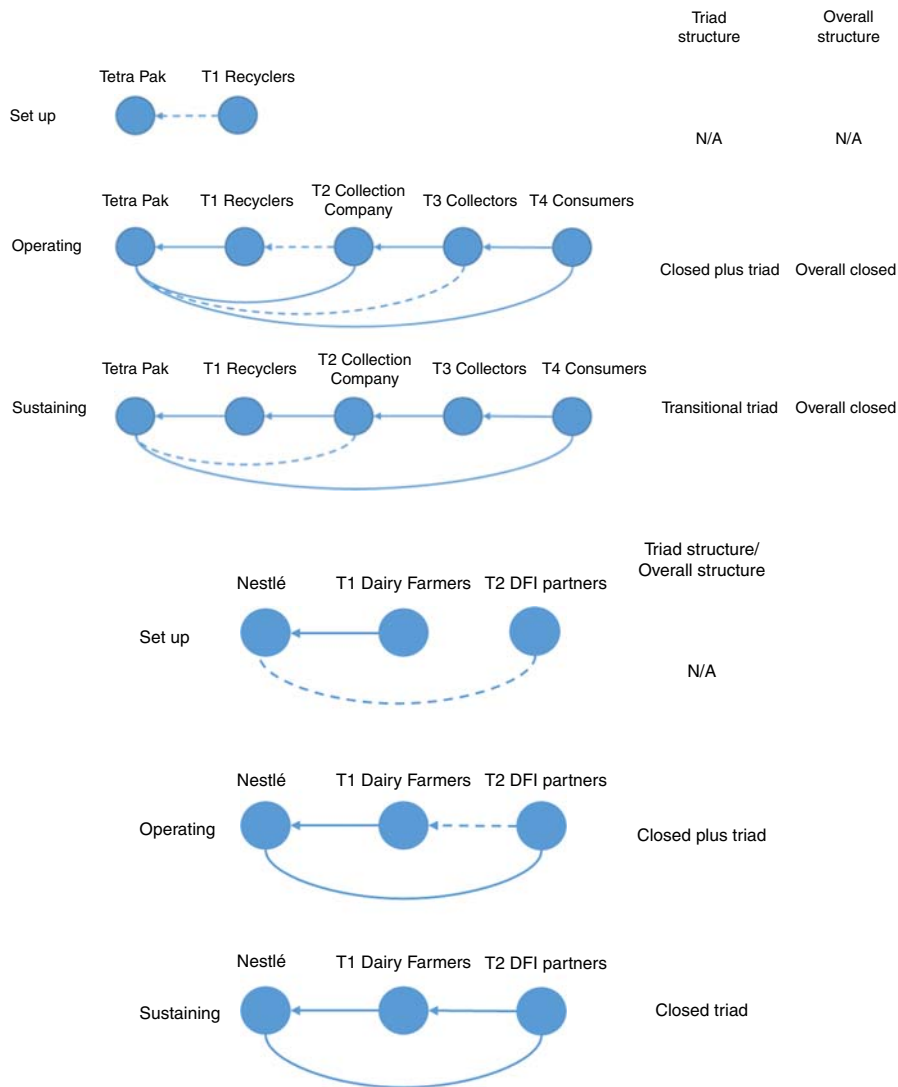 Triad structure
Overall structure
Tetra Pak
T1 Recyclers
Set up
N/A
N/A
Tetra Pak
T1 Recyclers
T2 Collection Company
T3 Collectors
T4 Consumers
Operating
Closed plus triad
Overall closed
Tetra Pak
T1 Recyclers
T2 Collection Company
T3 Collectors
T4 Consumers
Sustaining
Transitional triad
Overall closed
Triad structure/
Overall structure
Nestlé
T1 Dairy Farmers
T2 DFI partners
Set up
N/A
Nestlé
T1 Dairy Farmers
T2 DFI partners
Operating
Closed plus triad
Nestlé
T1 Dairy Farmers
T2 DFI partners
Sustaining
Closed triad